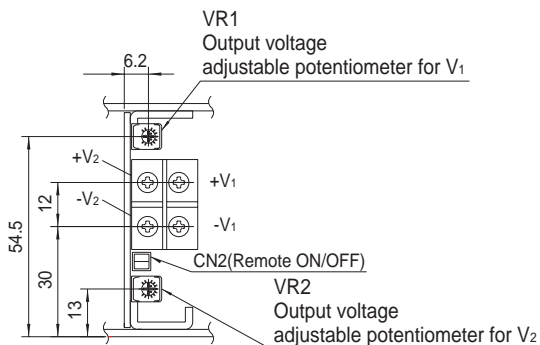 VR1
Output voltage
adjustable potentiometer for V1
6.2
+V2
+V1
-V2
-V1
12
54.5
30
13
CN2(Remote ON/OFF)
VR2
Output voltage
adjustable potentiometer for V2